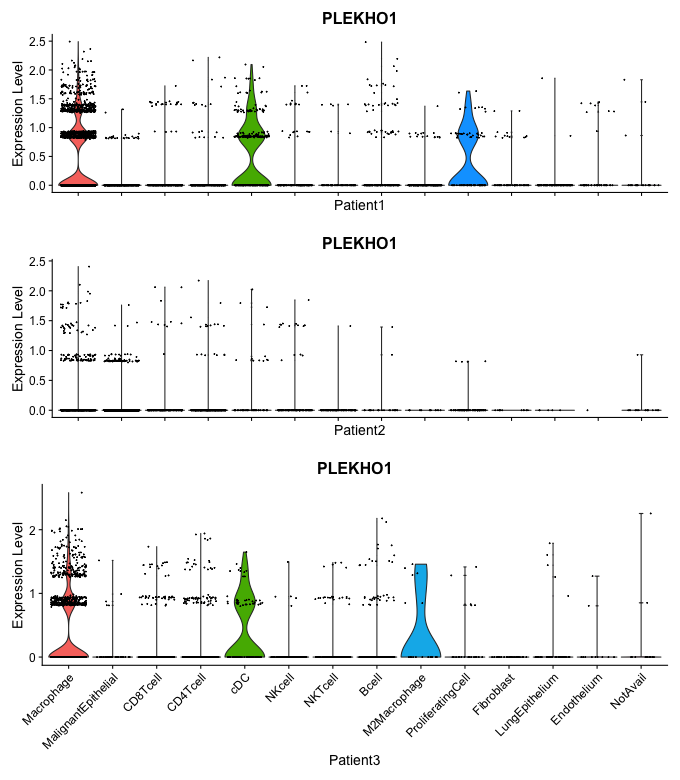 PLEKHO1
Expression Level
2.5
2.0
1.5
1.0
0.5
0.0
Patient1
PLEKHO1
Expression Level
2.5
2.0
1.5
1.0
0.5
0.0
Patient2
PLEKHO1
Expression Level
2
1
0
Macrophage
MalignantEpithelial
CD8Tcell
CD4Tcell
cDC
NKcell
NKTcell
Bcell
M2Macrophage
ProliferatingCell
Fibroblast
LungEpithelium
Endothelium
NotAvail
Patient3